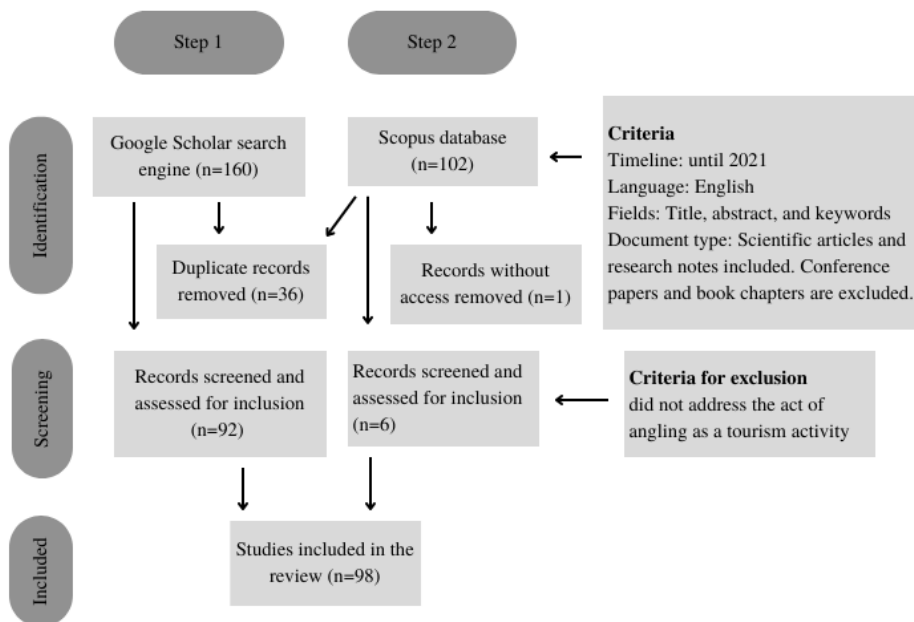 Step 1
Step 2
Identification
Google Scholar search
engine (n=160)
Scopus database
(n=102)
Criteria
Timeline: until 2021
Language: English
Fields: Title, abstract, and keywords
Document type: Scientific articles and
research notes included. Conference
papers and book chapters are excluded.
Duplicate records
removed (n=36)
Records without
access removed (n=1)
Screening
Records screened and
assessed for inclusion
(n=92)
Records screened and
assessed for inclusion
(n=6)
Criteria for exclusion
did not address the act of
angling as a tourism activity
Included
Studies included in the
review (n=98)